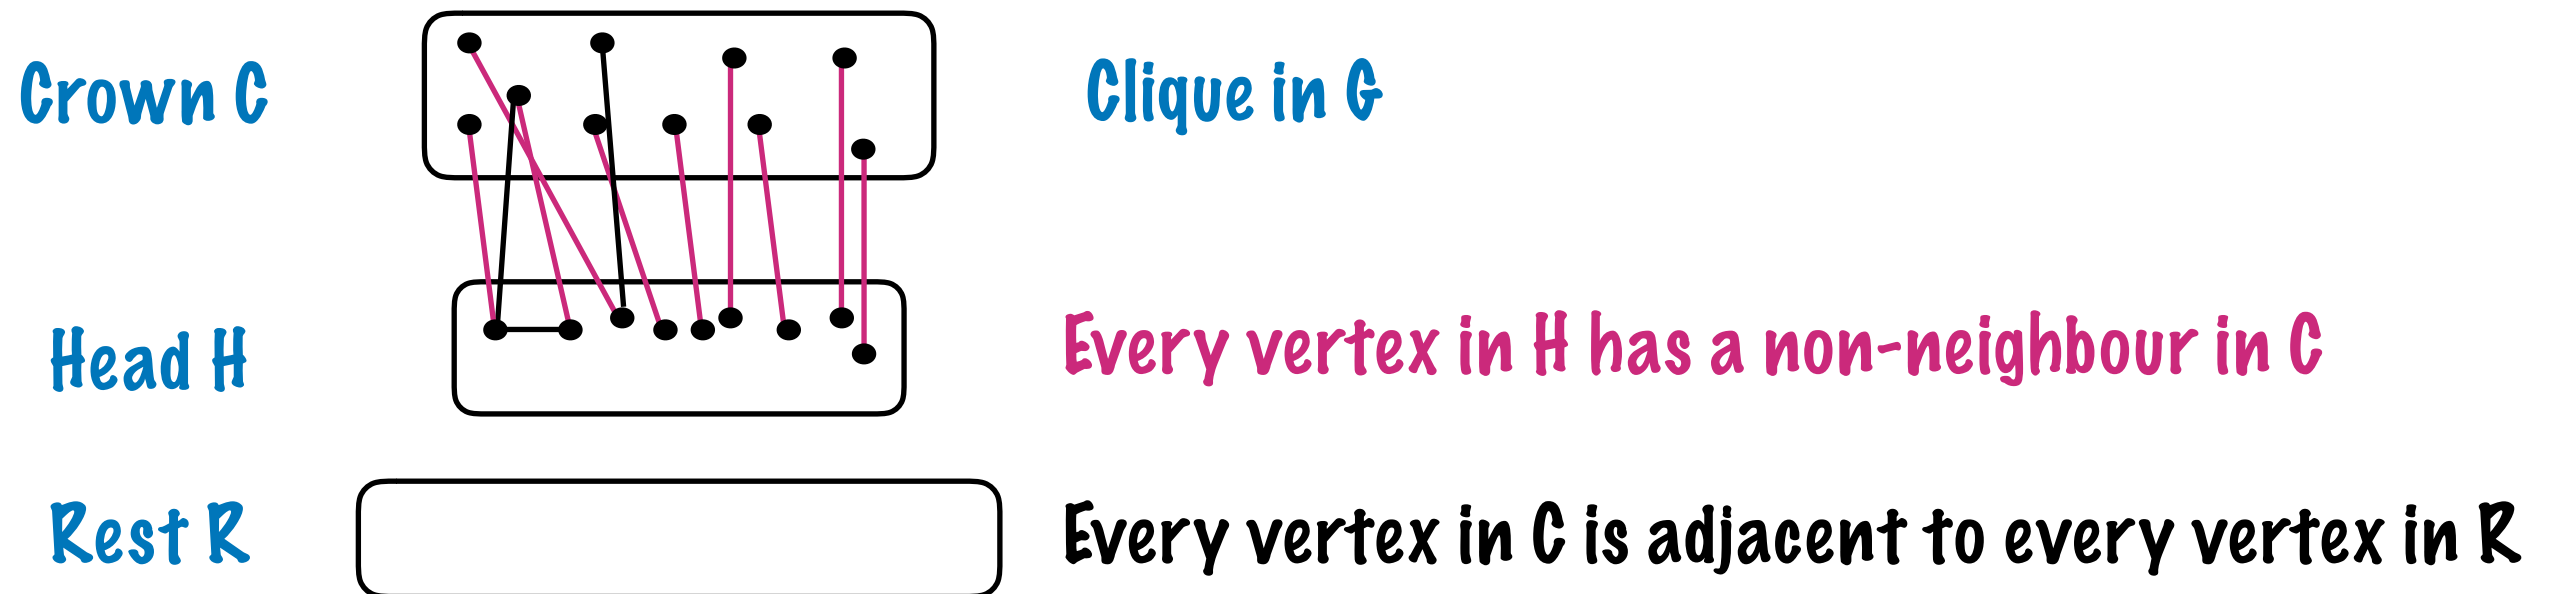 Crown C
Clique in G
Head H
Every vertex in H has a non-neighbour in C
Rest R
Every vertex in C is adjacent to every vertex in R